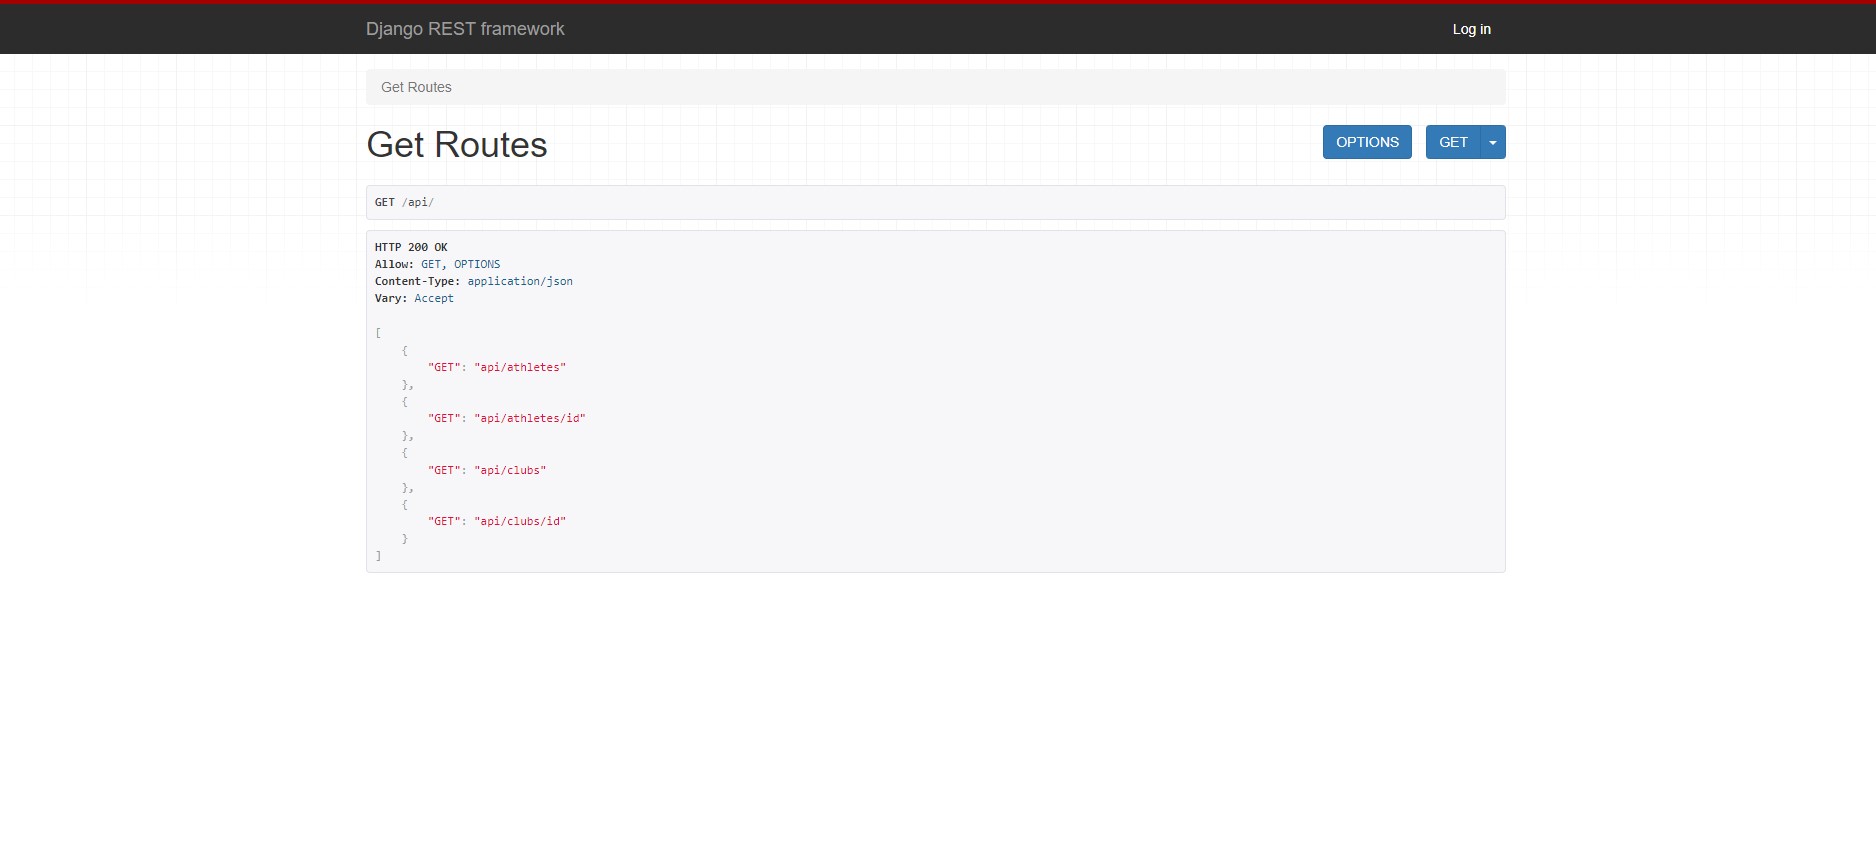 Django REST framework
Log in
Get Routes
Get Routes
OPTIONS
GET
GET /api/
HTTP 200 OK
Allow: GET, OPTIONS
Content-Type: application/json
Vary: Accept
[
    {
        "GET": "api/athletes"
    },
    {
        "GET": "api/athletes/id"
    },
    {
        "GET": "api/clubs"
    },
    {
        "GET": "api/clubs/id"
    }
]